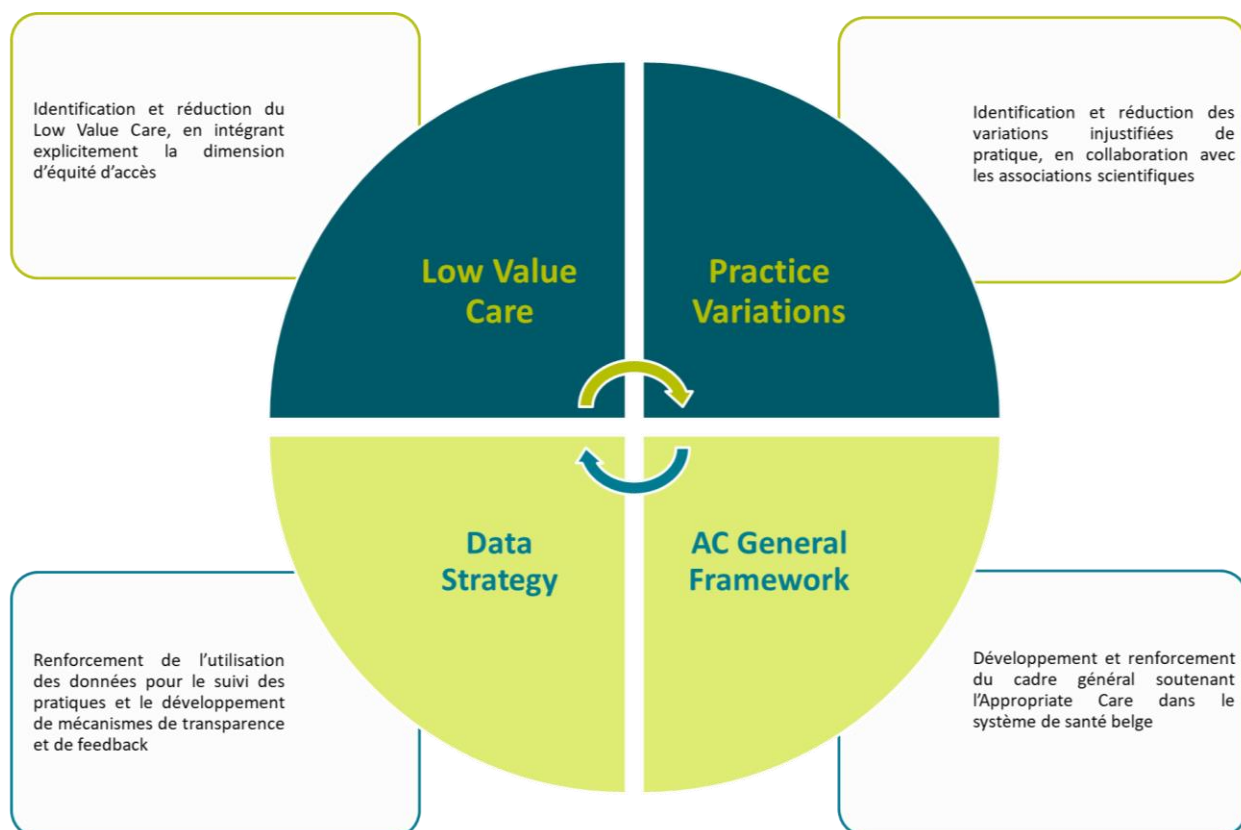 Identification et réduction du
Low Value Care, en intégrant
explicitement la dimension
d’équité d’accès
Identification et réduction des
variations injustifiées de
pratique, en collaboration avec
les associations scientifiques
Low Value
Care
Practice
Variations
Data
Strategy
AC General
Framework
Renforcement de l’utilisation
des données pour le suivi des
pratiques et le développement
de mécanismes de transparence
et de feedback
Développement et renforcement
du cadre général soutenant
l’Appropriate Care dans le
système de santé belge